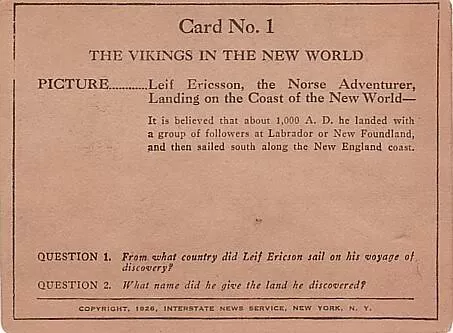 Card No. 1
THE VIKINGS IN THE NEW WORLD
PICTURE............Leif Ericsson, the Norse Adventurer,
Landing on the Coast of the New World—
It is believed that about 1,000 A. D. he landed with
a group of followers at Labrador or New Foundland,
and then sailed south along the New England coast.
QUESTION 1. From what country did Leif Ericson sail on his voyage of
discovery?
QUESTION 2. What name did he give the land he discovered?
COPYRIGHT, 1926, INTERSTATE NEWS SERVICE, NEW YORK, N. Y.